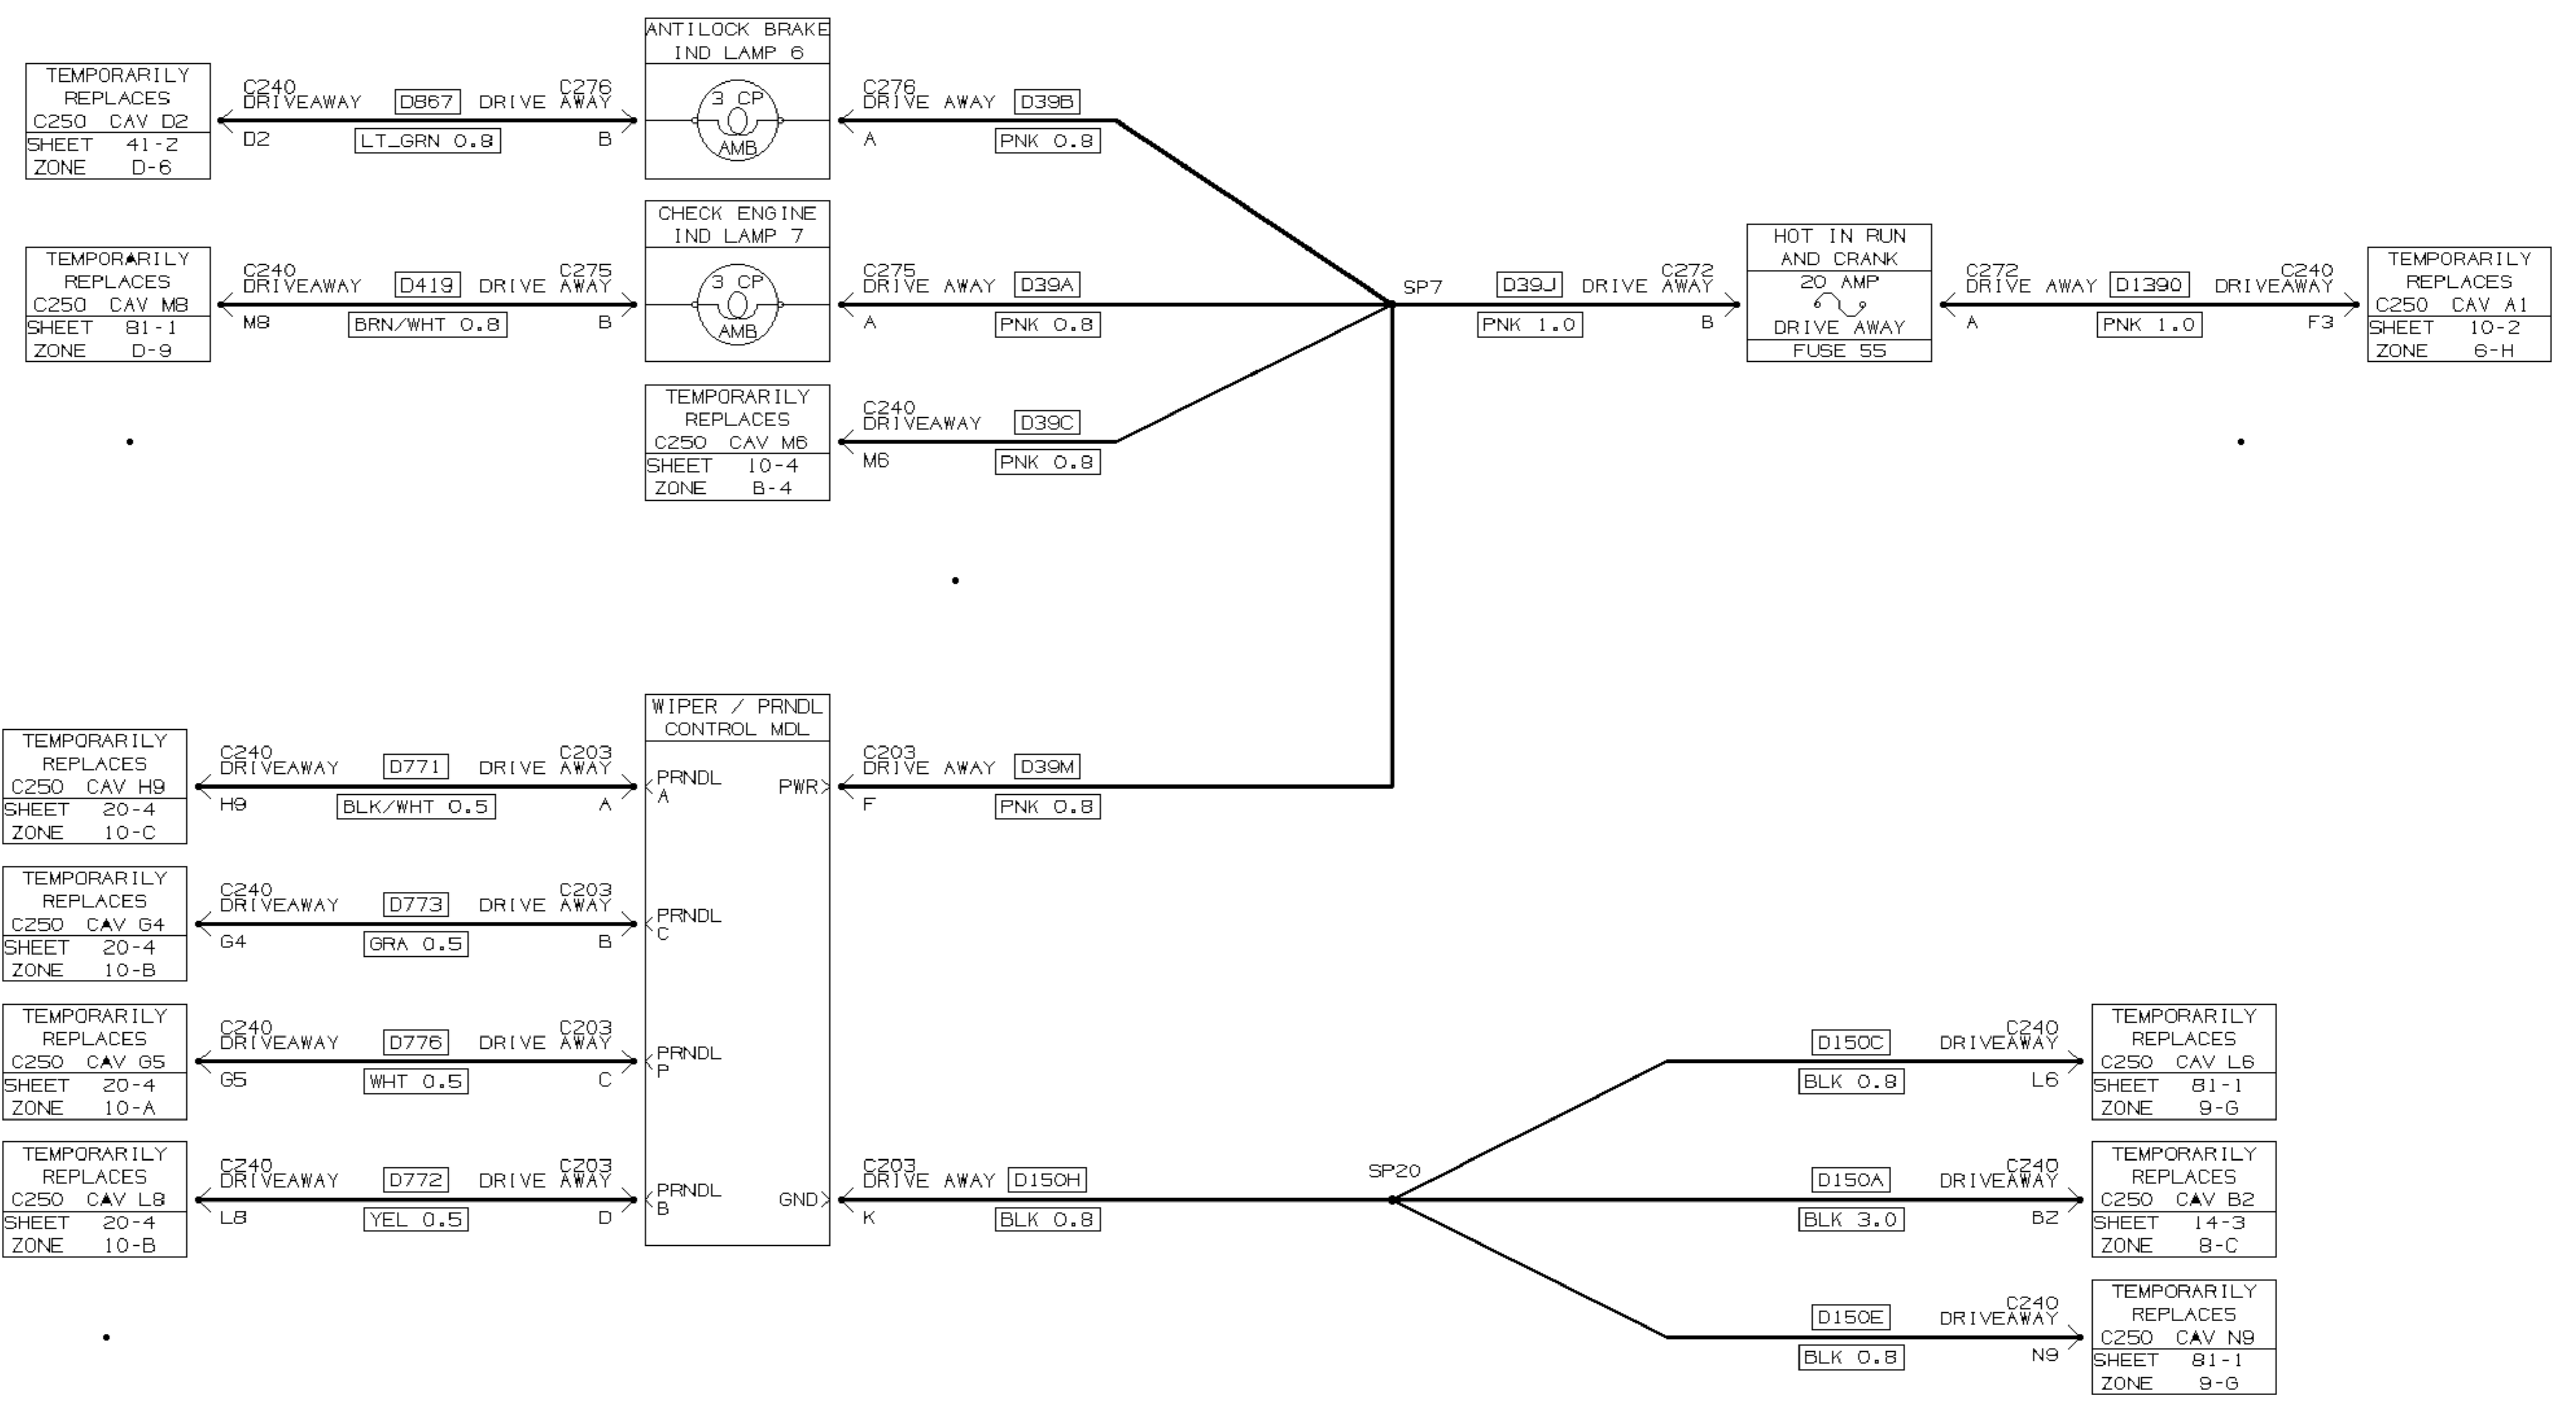 ANTILOCK BRAKE
IND LAMP 6
3 CP
AMB
TEMPORARILY
REPLACES
C250 CAV D2
SHEET 41-2
ZONE D-6
C240
DRIVEAWAY
D2
D867
LT_GRN 0.8
C276
DRIVE AWAY
B
C276
DRIVE AWAY
A
D39B
PNK 0.8
CHECK ENGINE
IND LAMP 7
3 CP
AMB
TEMPORARILY
REPLACES
C250 CAV M8
SHEET 81-1
ZONE D-9
C240
DRIVEAWAY
M8
D419
BRN/WHT 0.8
C275
DRIVE AWAY
B
C275
DRIVE AWAY
A
D39A
PNK 0.8
SP7
D39J
PNK 1.0
C272
DRIVE AWAY
B
HOT IN RUN
AND CRANK
20 AMP
DRIVE AWAY
FUSE 55
C272
DRIVE AWAY
A
D1390
PNK 1.0
C240
DRIVEAWAY
F3
TEMPORARILY
REPLACES
C250 CAV A1
SHEET 10-2
ZONE 6-H
TEMPORARILY
REPLACES
C250 CAV M6
SHEET 10-4
ZONE B-4
C240
DRIVEAWAY
M6
D39C
PNK 0.8
WIPER / PRNDL
CONTROL MDL
TEMPORARILY
REPLACES
C250 CAV H9
SHEET 20-4
ZONE 10-C
C240
DRIVEAWAY
H9
D771
BLK/WHT 0.5
C203
DRIVE AWAY
A
PRNDL
A
PWR
C203
DRIVE AWAY
F
D39M
PNK 0.8
TEMPORARILY
REPLACES
C250 CAV G4
SHEET 20-4
ZONE 10-B
C240
DRIVEAWAY
G4
D773
GRA 0.5
C203
DRIVE AWAY
B
PRNDL
C
TEMPORARILY
REPLACES
C250 CAV G5
SHEET 20-4
ZONE 10-A
C240
DRIVEAWAY
G5
D776
WHT 0.5
C203
DRIVE AWAY
C
PRNDL
P
TEMPORARILY
REPLACES
C250 CAV L8
SHEET 20-4
ZONE 10-B
C240
DRIVEAWAY
L8
D772
YEL 0.5
C203
DRIVE AWAY
D
PRNDL
B
GND
C203
DRIVE AWAY
K
D150H
BLK 0.8
SP20
D150C
BLK 0.8
C240
DRIVEAWAY
L6
TEMPORARILY
REPLACES
C250 CAV L6
SHEET 81-1
ZONE 9-G
D150A
BLK 3.0
C240
DRIVEAWAY
B2
TEMPORARILY
REPLACES
C250 CAV B2
SHEET 14-3
ZONE 8-C
D150E
BLK 0.8
C240
DRIVEAWAY
N9
TEMPORARILY
REPLACES
C250 CAV N9
SHEET 81-1
ZONE 9-G